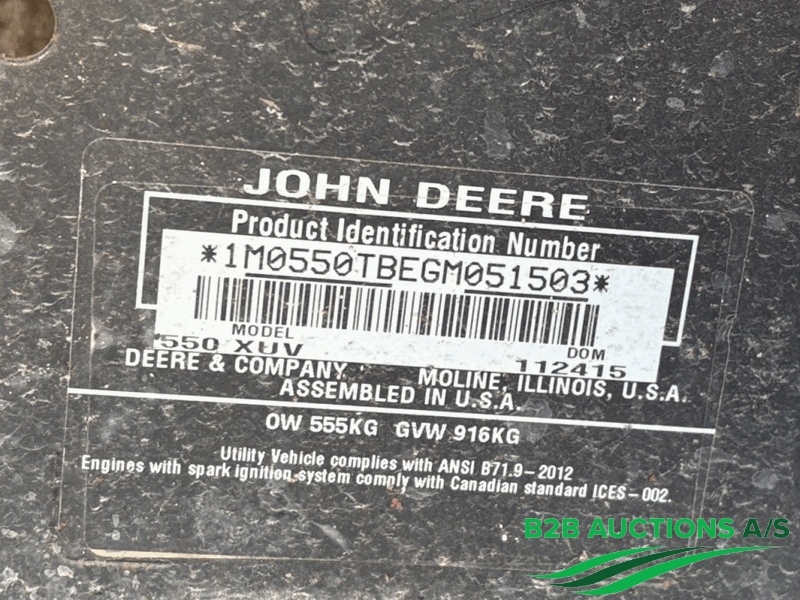 JOHN DEERE
Product Identification Number
*1M0550TBEGM051503*
MODEL DOM
550 XUV 112415
DEERE & COMPANY MOLINE, ILLINOIS, U.S.A.
ASSEMBLED IN U.S.A.
OW 555KG GVW 916KG
Utility Vehicle complies with ANSI B71.9-2012
Engines with spark ignition system comply with Canadian standard ICES-002.
B2B AUCTIONS A/S